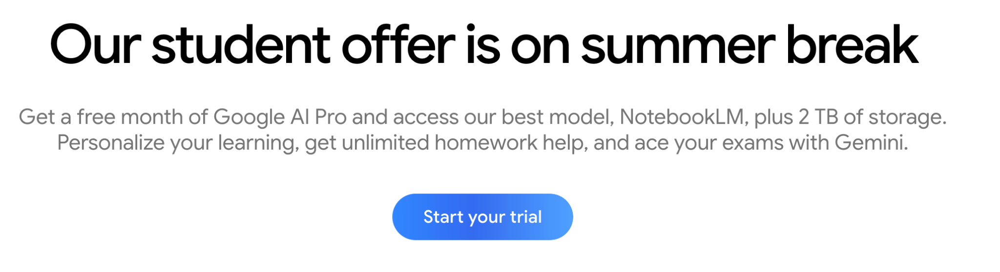 Our student offer is on summer break
Get a free month of Google AI Pro and access our best model, NotebookLM, plus 2 TB of storage.
Personalize your learning, get unlimited homework help, and ace your exams with Gemini.
Start your trial